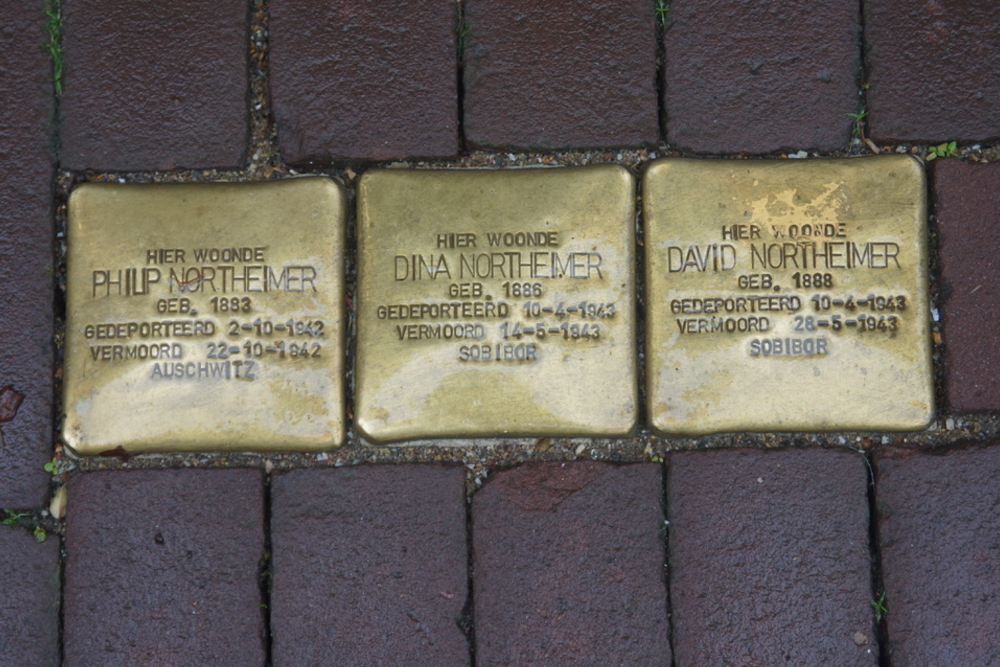 HIER WOONDE
PHILIP NORTHEIMER
GEB. 1883
GEDEPORTEERD 2-10-1942
VERMOORD 22-10-1942
AUSCHWITZ
HIER WOONDE
DINA NORTHEIMER
GEB. 1886
GEDEPORTEERD 10-4-1943
VERMOORD 14-5-1943
SOBIBOR
HIER WOONDE
DAVID NORTHEIMER
GEB. 1888
GEDEPORTEERD 10-4-1943
VERMOORD 28-5-1943
SOBIBOR